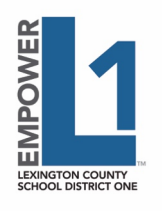 EMPOWER
L1
TM
LEXINGTON COUNTY
SCHOOL DISTRICT ONE